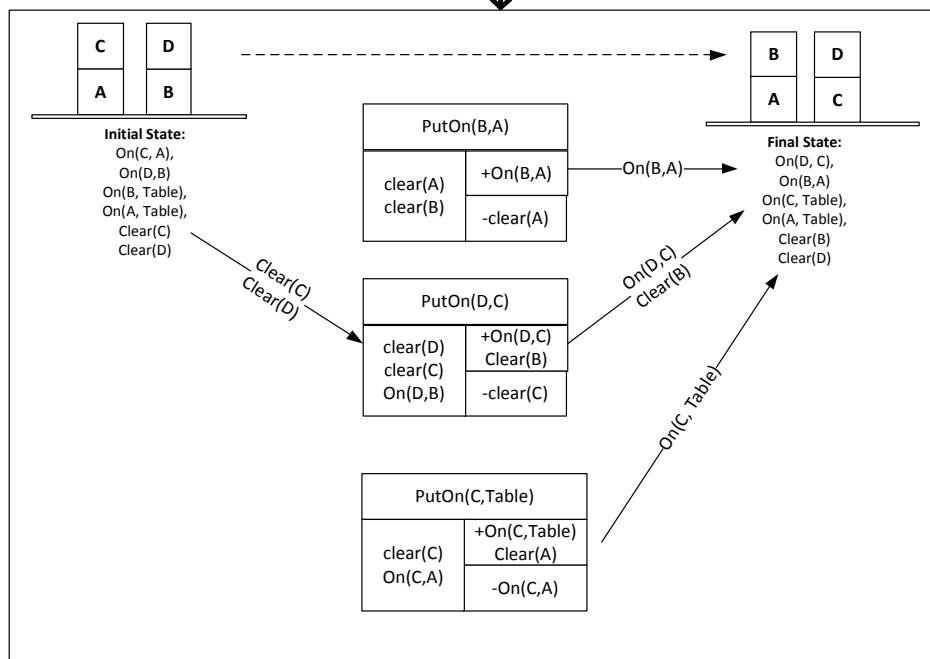 C
D
A
B
B
D
A
C
Initial State:
On(C, A),
On(D,B)
On(B, Table),
On(A, Table),
Clear(C)
Clear(D)
PutOn(B,A)
clear(A)
clear(B)
+On(B,A)
-clear(A)
On(B,A)
Final State:
On(D, C),
On(B,A)
On(C, Table),
On(A, Table),
Clear(B)
Clear(D)
Clear(C)
Clear(D)
PutOn(D,C)
clear(D)
clear(C)
On(D,B)
+On(D,C)
Clear(B)
-clear(C)
On(D,C)
Clear(B)
PutOn(C,Table)
clear(C)
On(C,A)
+On(C,Table)
Clear(A)
-On(C,A)
On(C, Table)